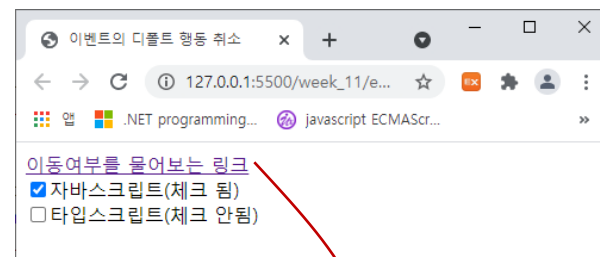 이벤트의 디폴트 행동 취소
127.0.0.1:5500/week_11/e...
앱 .NET programming... javascript ECMAScr...
이동여부를 물어보는 링크
자바스크립트(체크 됨)
타입스크립트(체크 안됨)